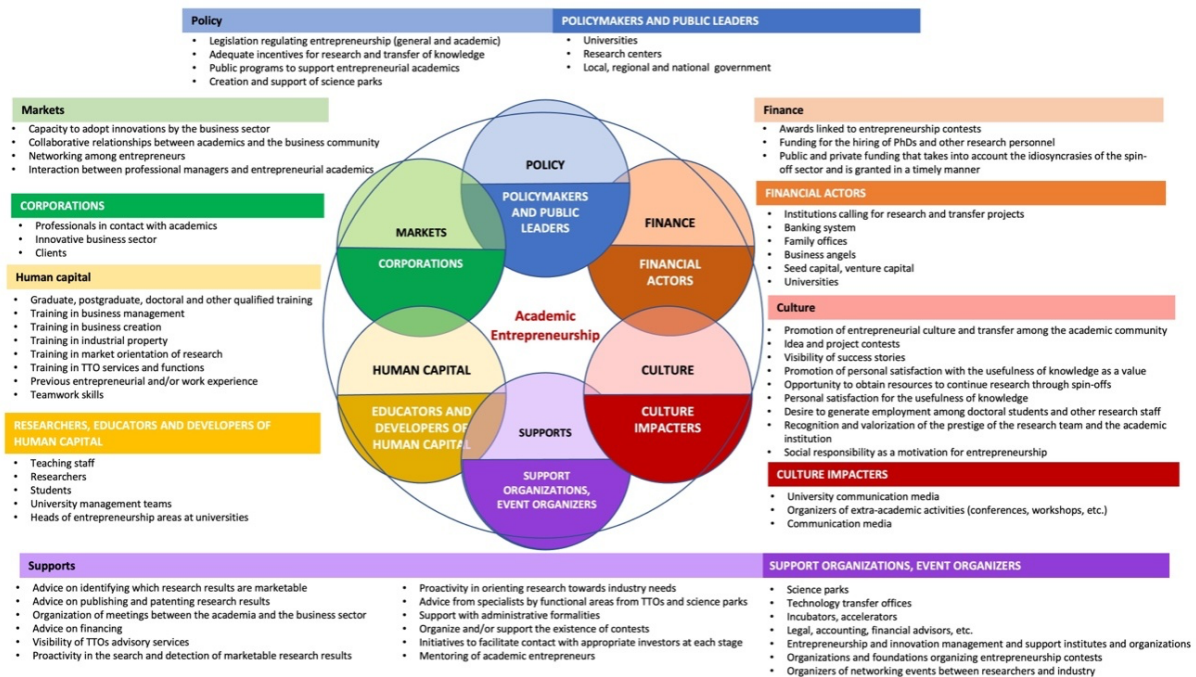 Policy
POLICYMAKERS AND PUBLIC LEADERS
• Legislation regulating entrepreneurship (general and academic)
• Adequate incentives for research and transfer of knowledge
• Public programs to support entrepreneurial academics
• Creation and support of science parks
• Universities
• Research centers
• Local, regional and national government
Markets
• Capacity to adopt innovations by the business sector
• Collaborative relationships between academics and the business community
• Networking among entrepreneurs
• Interaction between professional managers and entrepreneurial academics
CORPORATIONS
• Professionals in contact with academics
• Innovative business sector
• Clients
Human capital
• Graduate, postgraduate, doctoral and other qualified training
• Training in business management
• Training in business creation
• Training in industrial property
• Training in market orientation of research
• Training in TTO services and functions
• Previous entrepreneurial and/or work experience
• Teamwork skills
RESEARCHERS, EDUCATORS AND DEVELOPERS OF
HUMAN CAPITAL
• Teaching staff
• Researchers
• Students
• University management teams
• Heads of entrepreneurship areas at universities
POLICY
POLICYMAKERS
AND PUBLIC
LEADERS
MARKETS
CORPORATIONS
FINANCE
FINANCIAL
ACTORS
Academic
Entrepreneurship
HUMAN CAPITAL
EDUCATORS AND
DEVELOPERS OF
HUMAN CAPITAL
CULTURE
CULTURE
IMPACTERS
SUPPORTS
SUPPORT
ORGANIZATIONS,
EVENT ORGANIZERS
Finance
• Awards linked to entrepreneurship contests
• Funding for the hiring of PhDs and other research personnel
• Public and private funding that takes into account the idiosyncrasies of the spin-
off sector and is granted in a timely manner
FINANCIAL ACTORS
• Institutions calling for research and transfer projects
• Banking system
• Family offices
• Business angels
• Seed capital, venture capital
• Universities
Culture
• Promotion of entrepreneurial culture and transfer among the academic community
• Idea and project contests
• Visibility of success stories
• Promotion of personal satisfaction with the usefulness of knowledge as a value
• Opportunity to obtain resources to continue research through spin-offs
• Personal satisfaction for the usefulness of knowledge
• Desire to generate employment among doctoral students and other research staff
• Recognition and valorization of the prestige of the research team and the academic
institution
• Social responsibility as a motivation for entrepreneurship
CULTURE IMPACTERS
• University communication media
• Organizers of extra-academic activities (conferences, workshops, etc.)
• Communication media
Supports
• Advice on identifying which research results are marketable
• Advice on publishing and patenting research results
• Organization of meetings between the academia and the business sector
• Advice on financing
• Visibility of TTOs advisory services
• Proactivity in the search and detection of marketable research results
• Proactivity in orienting research towards industry needs
• Advice from specialists by functional areas from TTOs and science parks
• Support with administrative formalities
• Organize and/or support the existence of contests
• Initiatives to facilitate contact with appropriate investors at each stage
• Mentoring of academic entrepreneurs
SUPPORT ORGANIZATIONS, EVENT ORGANIZERS
• Science parks
• Technology transfer offices
• Incubators, accelerators
• Legal, accounting, financial advisors, etc.
• Entrepreneurship and innovation management and support institutes and organizations
• Organizations and foundations organizing entrepreneurship contests
• Organizers of networking events between researchers and industry